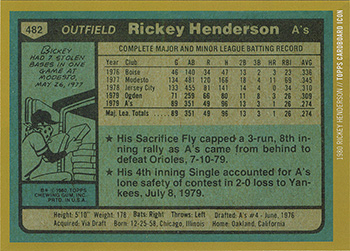 482 OUTFIELD Rickey Henderson A's
COMPLETE MAJOR AND MINOR LEAGUE BATTING RECORD
Year Club G AB R H 2B 3B HR RBI AVG
1976 Boise 46 140 34 47 13 2 3 23 .336
1977 Modesto 134 481 120 166 18 4 11 69 .345
1978 Jersey City 133 455 81 141 14 4 0 34 .310
1979 Ogden 71 259 66 80 11 8 3 26 .309
1979 A's 89 351 49 96 13 3 1 26 .274
Maj. Lea. Totals 89 351 49 96 13 3 1 26 .274
RICKEY
HAD 7 STOLEN
BASES IN ONE
GAME AT
MODESTO,
MAY 26, 1977
★ His Sacrifice Fly capped a 3-run, 8th in-
ning rally as A's came from behind to
defeat Orioles, 7-10-79.
★ His 4th inning Single accounted for A's
lone safety of contest in 2-0 loss to Yan-
kees, July 8, 1979.
© 1980 TOPPS
CHEWING GUM, INC.
PRTD. IN U.S.A.
Height: 5'10" Weight: 178 Bats: Right Throws: Left Drafted: A's #4 - June, 1976
Acquired: Via Draft Born: 12-25-58, Chicago, Illinois Home: Oakland, California
1980 RICKEY HENDERSON // TOPPS CARDBOARD ICON